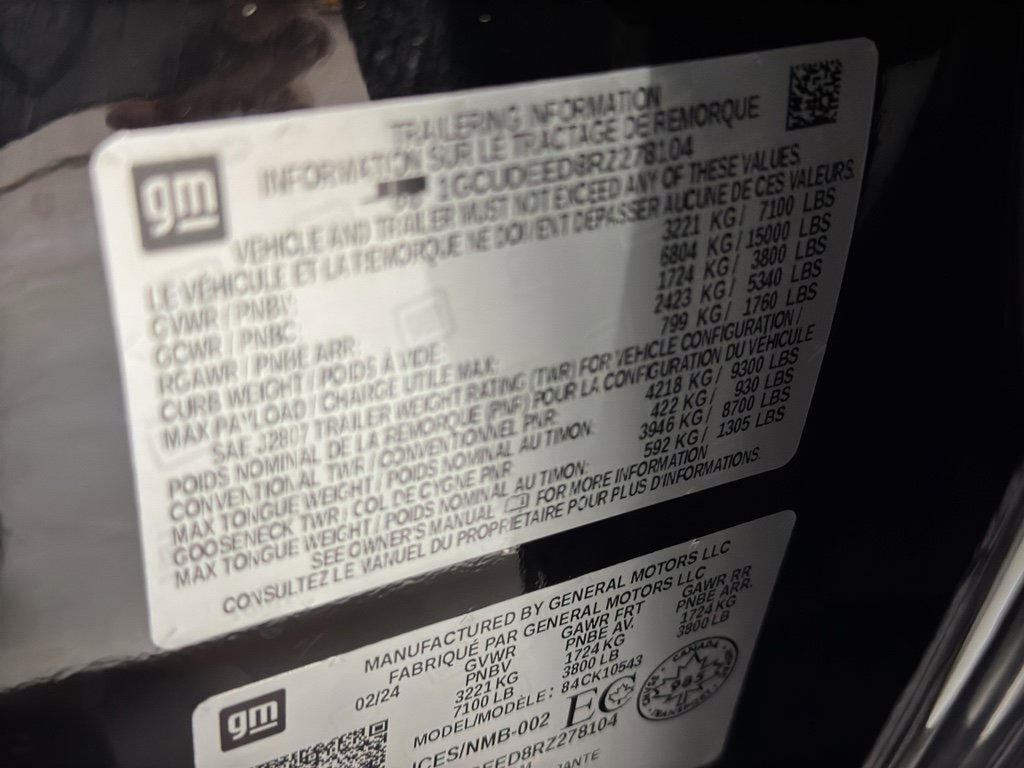 gm
TRAILERING INFORMATION
INFORMATION SUR LE TRACTAGE DE REMORQUE
1GCUDEED8RZ278104
VEHICLE AND TRAILER MUST NOT EXCEED ANY OF THESE VALUES.
LE VÉHICULE ET LA REMORQUE NE DOIVENT DÉPASSER AUCUNE DE CES VALEURS.
GVWR / PNBV 3221 KG / 7100 LBS
GCWR / PNBC 6804 KG / 15000 LBS
RGAWR / PNBE ARR. 1724 KG / 3800 LBS
CURB WEIGHT / POIDS À VIDE: 2423 KG / 5340 LBS
MAX PAYLOAD / CHARGE UTILE MAX: 799 KG / 1760 LBS
SAE J2807 TRAILER WEIGHT RATING (TWR) FOR VEHICLE CONFIGURATION /
POIDS NOMINAL DE LA REMORQUE (PNR) POUR LA CONFIGURATION DU VÉHICULE
CONVENTIONAL TWR / CONVENTIONNEL PNR: 4218 KG / 9300 LBS
MAX TONGUE WEIGHT / POIDS NOMINAL AU TIMON: 422 KG / 930 LBS
GOOSENECK TWR / COL DE CYGNE PNR 3946 KG / 8700 LBS
MAX TONGUE WEIGHT / POIDS NOMINAL AU TIMON: 592 KG / 1305 LBS
SEE OWNER'S MANUAL FOR MORE INFORMATION
CONSULTEZ LE MANUEL DU PROPRIÉTAIRE POUR PLUS D'INFORMATIONS.
gm
MANUFACTURED BY GENERAL MOTORS LLC
FABRIQUÉ PAR GENERAL MOTORS LLC
02/24 GVWR GAWR FRT GAWR RR
PNBV PNBE AV. PNBE ARR.
3221 KG 1724 KG 1724 KG
7100 LB 3800 LB 3800 LB
MODEL/MODÈLE: 84CK10543
ICES/NMB-002 EC
CANADA
EED8RZ278104
JANTE